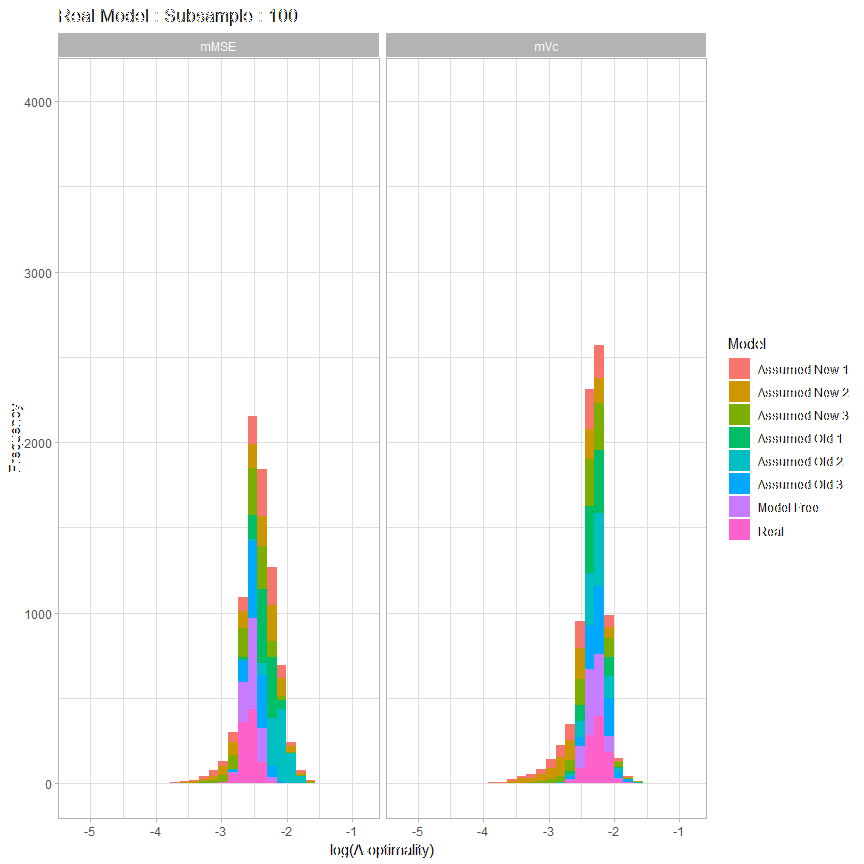 Real Model :: Subsample :: 100
mMSE
mVc
4000
3000
2000
1000
0
Frequency
-5 -4 -3 -2 -1
-5 -4 -3 -2 -1
log(A-optimality)
Model
Assumed New 1
Assumed New 2
Assumed New 3
Assumed Old 1
Assumed Old 2
Assumed Old 3
Model Free
Real